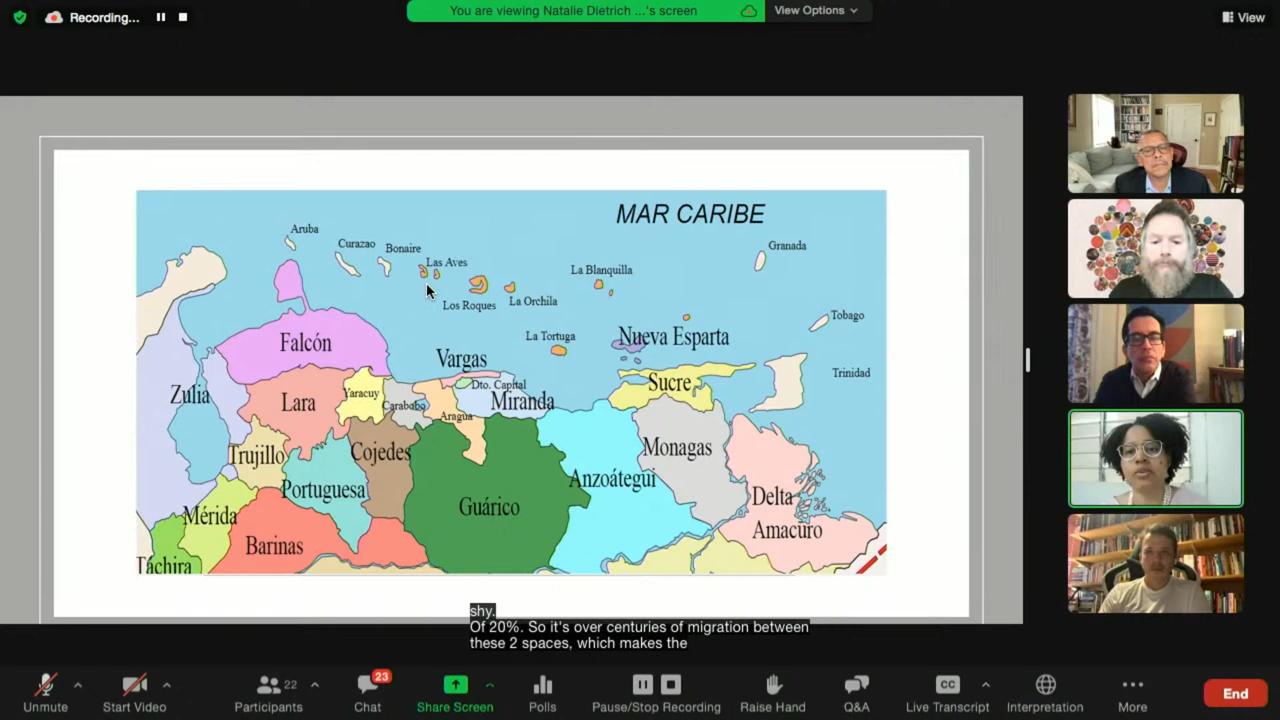 Recording...
You are viewing Natalie Dietrich ...'s screen
View Options
View
MAR CARIBE
Aruba
Curazao
Bonaire
Las Aves
Los Roques
La Orchila
La Blanquilla
Granada
La Tortuga
Nueva Esparta
Tobago
Trinidad
Falcón
Vargas
Dto. Capital
Miranda
Sucre
Zulia
Lara
Yaracuy
Carabobo
Aragua
Trujillo
Cojedes
Monagas
Portuguesa
Guárico
Anzoátegui
Delta
Amacuro
Mérida
Barinas
Táchira
shy.
Of 20%. So it's over centuries of migration between
these 2 spaces, which makes the
Unmute
Start Video
22
Participants
23
Chat
Share Screen
Polls
Pause/Stop Recording
Raise Hand
Q&A
CC
Live Transcript
Interpretation
More
End